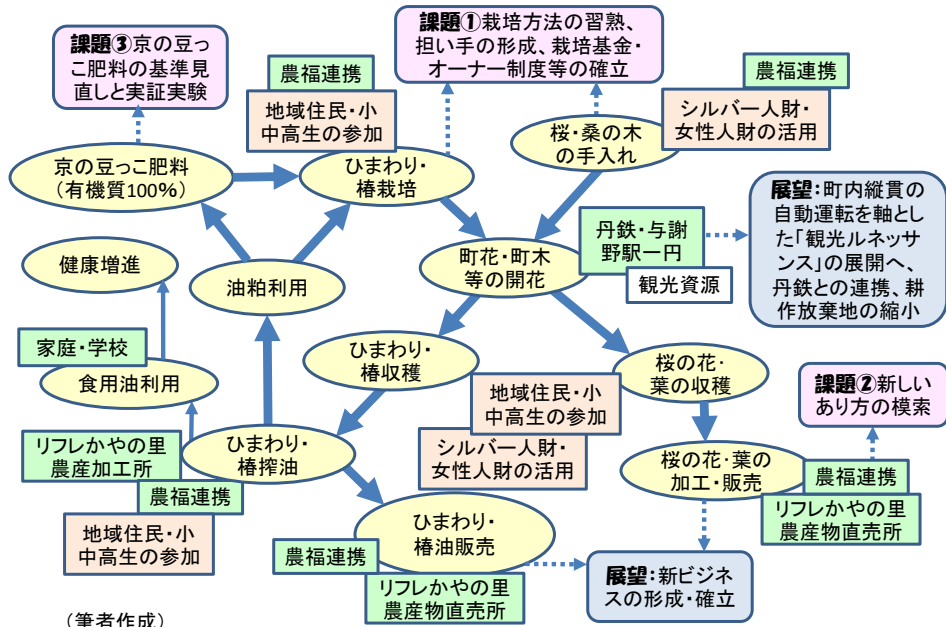 課題③京の豆っ
こ肥料の基準見
直しと実証実験
課題①栽培方法の習熟、
担い手の形成、栽培基金・
オーナー制度等の確立
農福連携
地域住民・小
中高生の参加
農福連携
シルバー人財・
女性人財の活用
桜・桑の木
の手入れ
京の豆っこ肥料
(有機質100%)
ひまわり・
椿栽培
展望:町内縦貫の
自動運転を軸とし
た「観光ルネッサ
ンス」の展開へ、
丹鉄との連携、耕
作放棄地の縮小
丹鉄・与謝
野駅一円
観光資源
健康増進
油粕利用
町花・町木
等の開花
家庭・学校
食用油利用
ひまわり・
椿収穫
桜の花・
葉の収穫
地域住民・小
中高生の参加
シルバー人財・
女性人財の活用
課題②新しい
あり方の模索
リフレかやの里
農産加工所
ひまわり・
椿搾油
農福連携
地域住民・小
中高生の参加
桜の花・葉の
加工・販売
農福連携
リフレかやの里
農産物直売所
ひまわり・
椿油販売
農福連携
リフレかやの里
農産物直売所
展望:新ビジネ
スの形成・確立
(筆者作成)